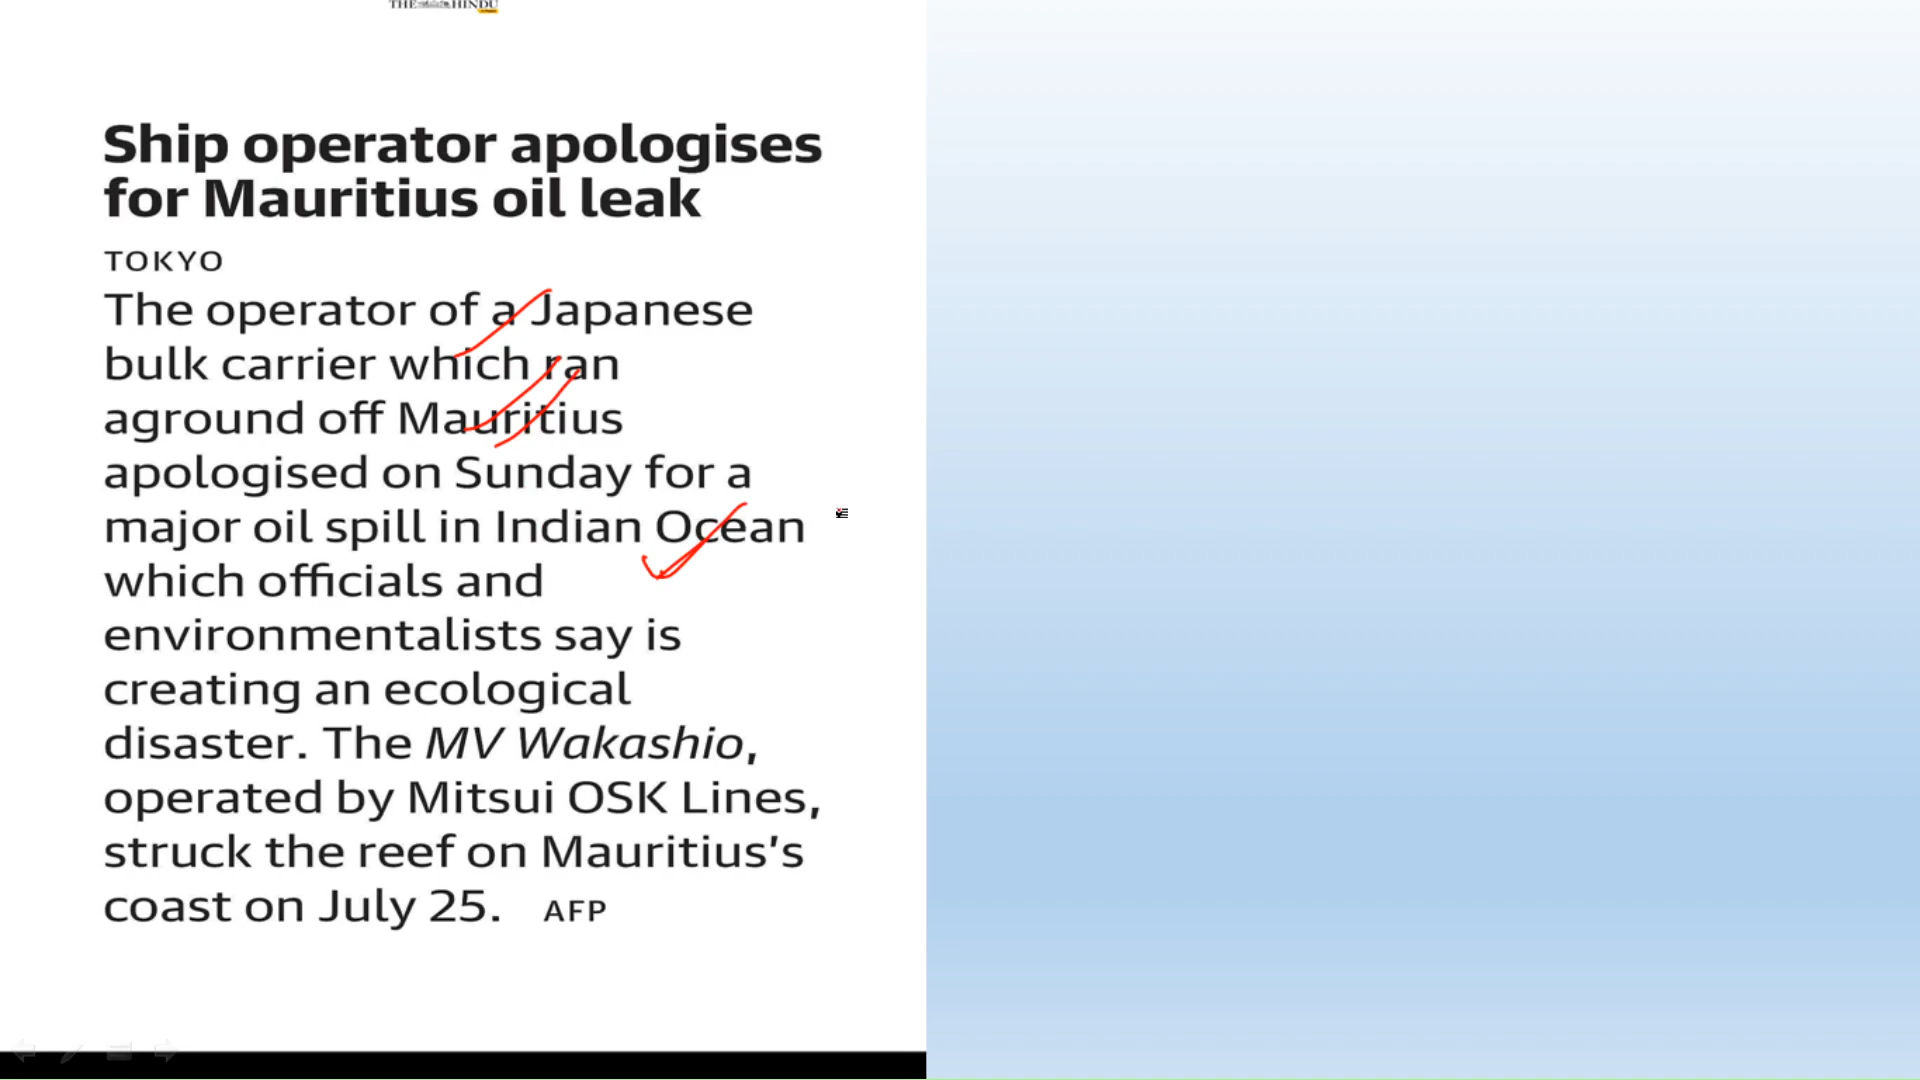 THE HINDU
Ship operator apologises
for Mauritius oil leak
TOKYO
The operator of a Japanese
bulk carrier which ran
aground off Mauritius
apologised on Sunday for a
major oil spill in Indian Ocean
which officials and
environmentalists say is
creating an ecological
disaster. The MV Wakashio,
operated by Mitsui OSK Lines,
struck the reef on Mauritius's
coast on July 25. AFP